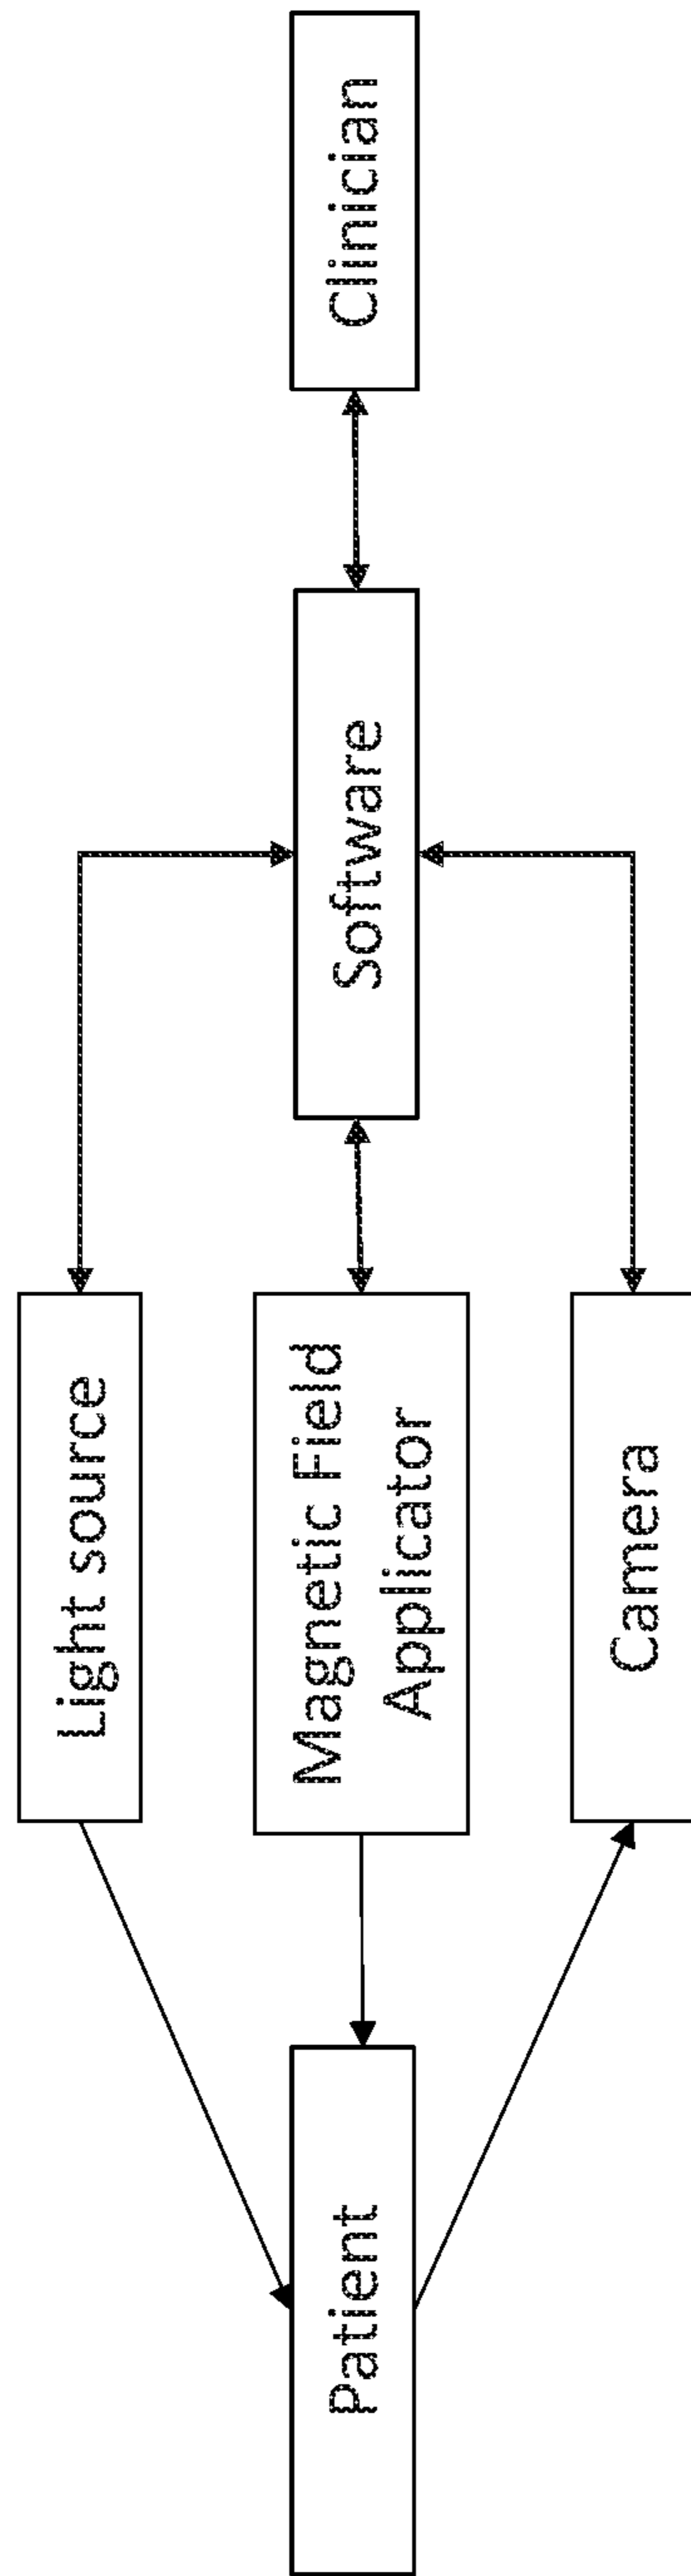 Patient
Light source
Magnetic Field
Applicator
Camera
Software
Clinician